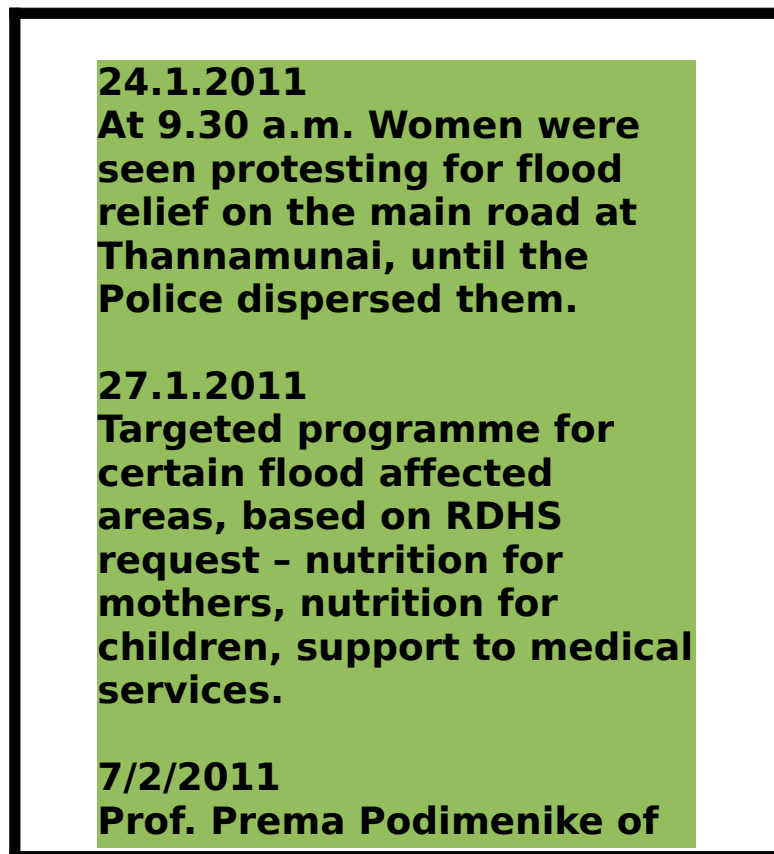 24.1.2011
At 9.30 a.m. Women were
seen protesting for flood
relief on the main road at
Thannamunai, until the
Police dispersed them.
27.1.2011
Targeted programme for
certain flood affected
areas, based on RDHS
request – nutrition for
mothers, nutrition for
children, support to medical
services.
7/2/2011
Prof. Prema Podimenike of